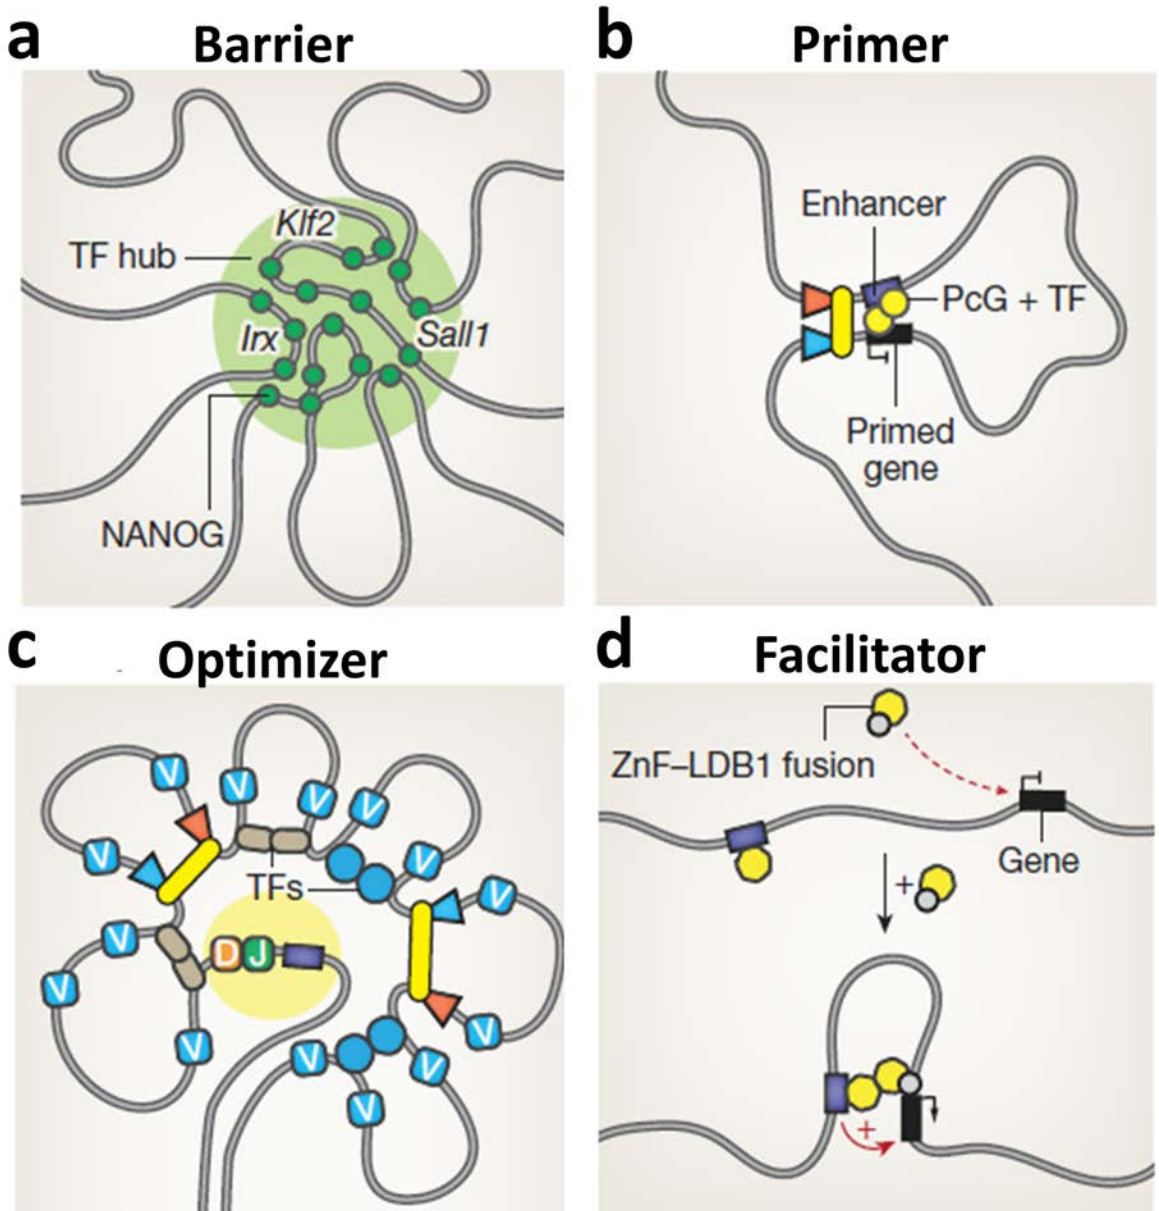 a Barrier
Klf2
TF hub
Irx
Sall1
NANOG
b Primer
Enhancer
PcG + TF
Primed
gene
c Optimizer
V
V
V
V
V
V
V
TFs
V
V
D J
V
V
V
V
V
V
d Facilitator
ZnF–LDB1 fusion
Gene
+
+